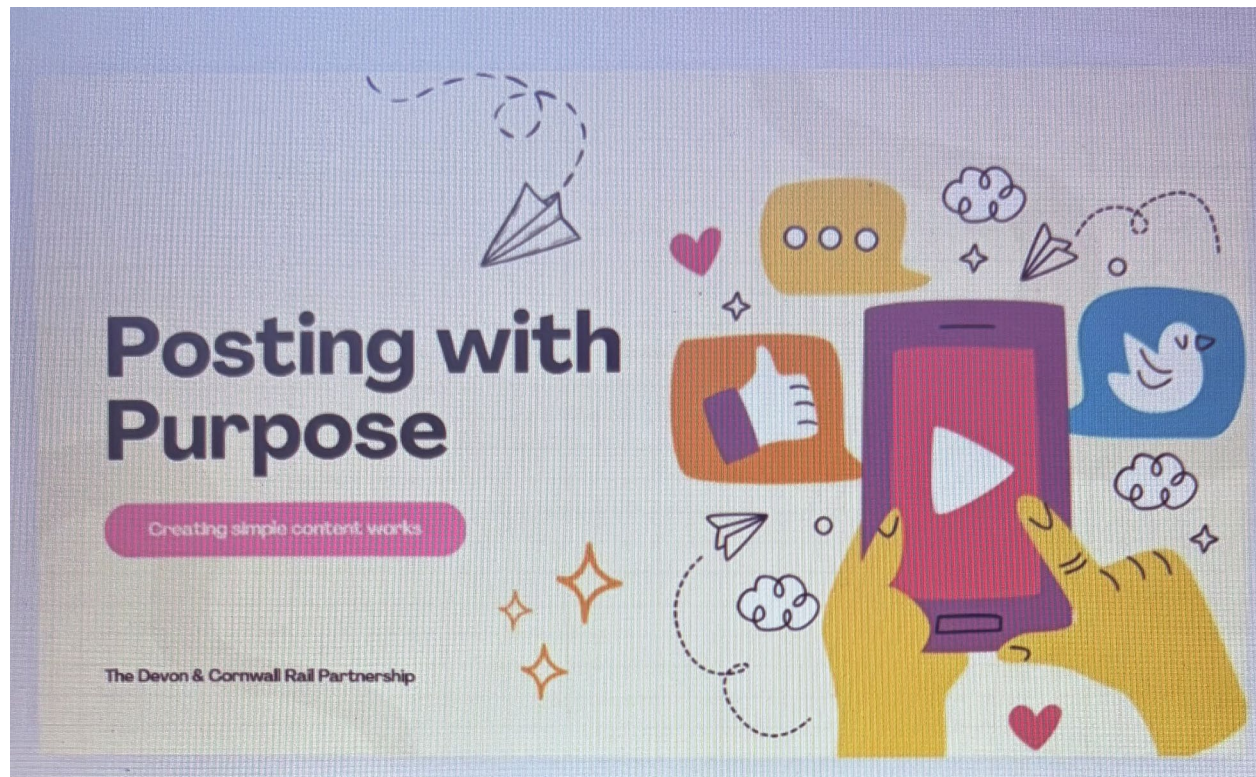 Posting with
Purpose
Creating simple content works
The Devon & Cornwall Rail Partnership